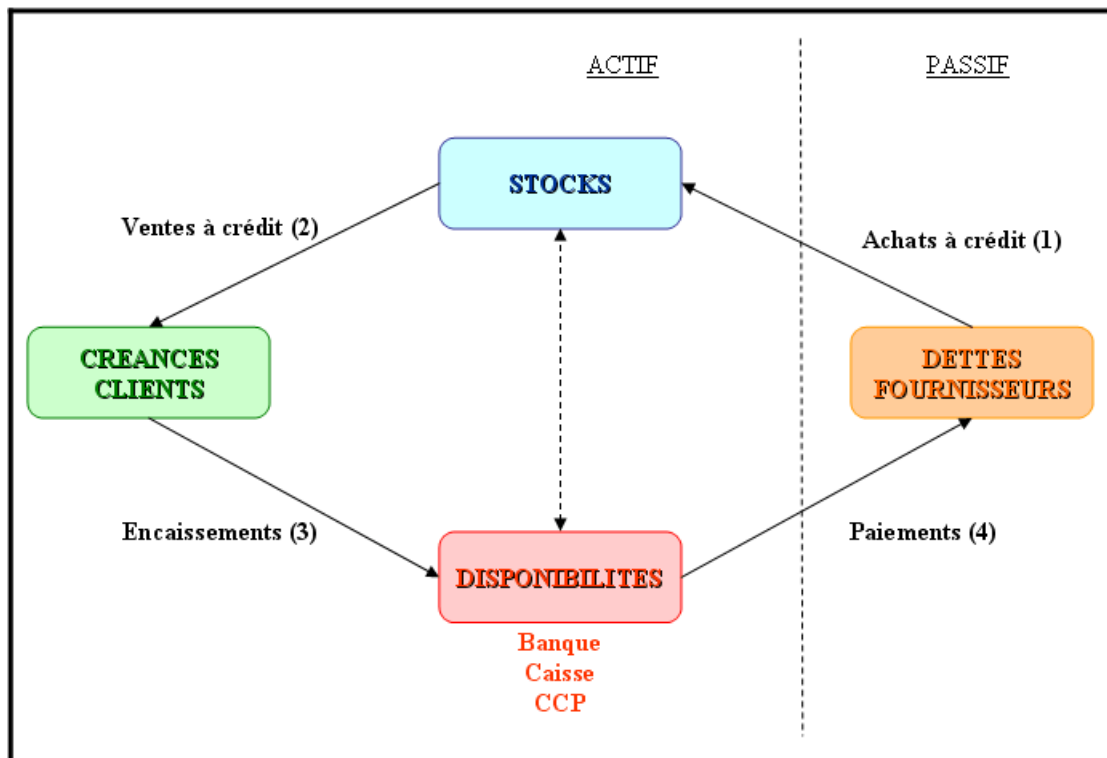 ACTIF
PASSIF
STOCKS
Ventes à crédit (2)
Achats à crédit (1)
CREANCES
CLIENTS
DETTES
FOURNISSEURS
Encaissements (3)
Paiements (4)
DISPONIBILITES
Banque
Caisse
CCP